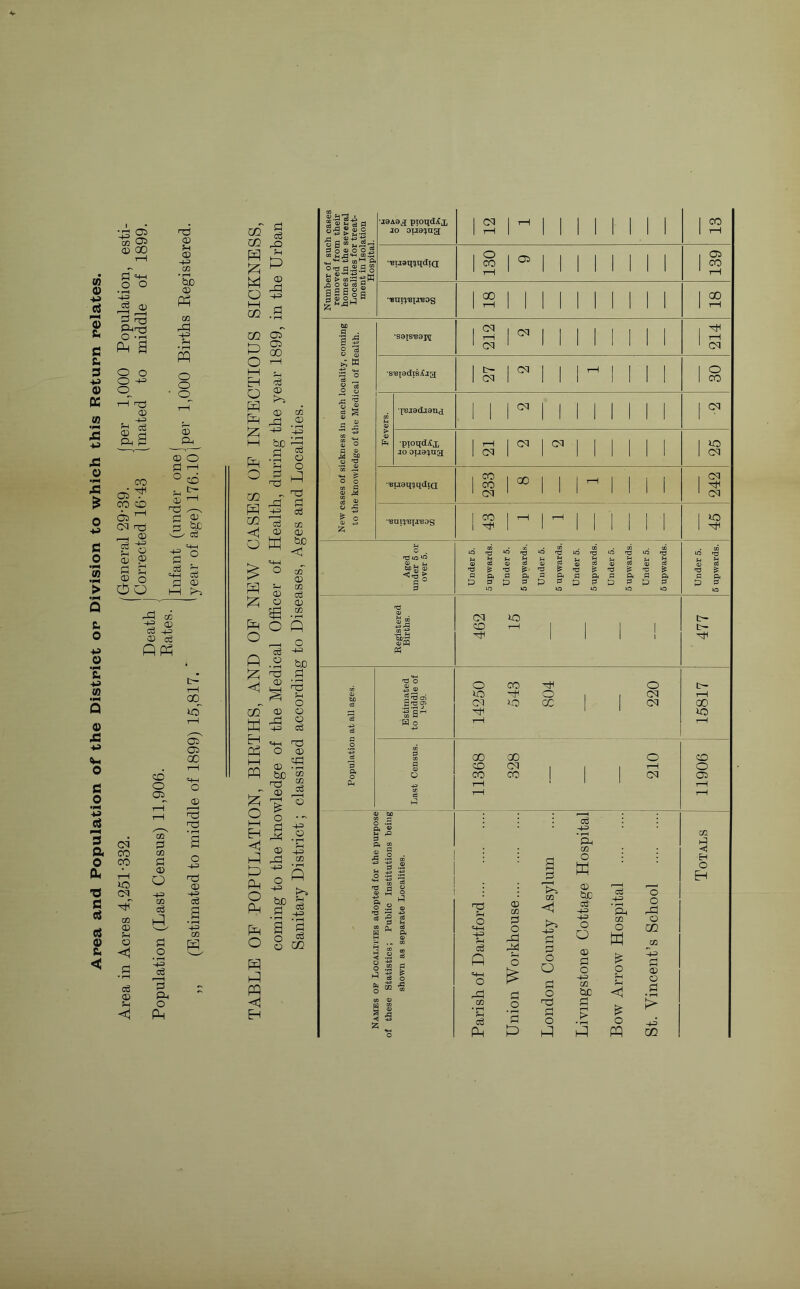 Area and Population of the District or Division to which this Return relates.
Area in Acres 4,251·332.
Population (Last Census) 11,906.
„ (Estimated to middle of 1899) 15,817.
Death Rates.
General 29·39. Corrected 16·43
per 1,000 Population, estimated to middle of 1899.
Infant (under one year of age) 176.10
per 1,000 Births Registered.
TABLE OF POPULATION, BIRTHS, AND OF NEW CASES OF INFECTIOUS SICKNESS,
coming to the knowledge of the Medical Officer of Health, during the year 1899, in the Urban
Sanitary District; classified according to Diseases, Ages and Localities.
Names of Localities adopted for the purpose of these Statistics; Public Institutions being shown as separate Localities.
Population at all ages.
Last Census.
Estimated to middle of 1899.
Registered Births.
Aged under 5 or over 5.
New cases of sickness in each locality, coming to the knowledge of the Medical of Health.
Scarlatina.
Diphtheria.
Fevers.
Enteric or Typhoid.
Puerperal.
Erysipelas.
Measles.
Number of such cases removed from their homes in the several Localities for treatment in Isolation Hospital.
Scarlatina.
Diphtheria.
Enteric or Typhoid Fever.
Parish of Dartford 11368 14250 462 Under 5. — — — — — — — — —
5 upwards. 43 233 21 — 27 212 18 130 12
Union Workhouse 328 543 15 Under 5. — — — — — — — — —
5 upwards. 1 8 2 2 2 2 — 9 1
London County Asylum — 804 — Under 5. — — — — — — — — —
5 upwards. 1 — 2 — — — — — —
Livingstone Cottage Hospital — — — Under 5. — — — — — — — — —
5 upwards. — 1 — — 1 — — — —
Bow Arrow Hospital — — — Under 5. — — — — — — — — —
5 upwards. — — — — — — — — —
St. Vincent's School 210 220 — Under 5. — — — — — — — — —
5 upwards. — — — — — — — — —
Totals 11906 15817 477 Under 5. — — — — — — — — —
5 upwards. 45 242 25 2 30 214 18 139 13